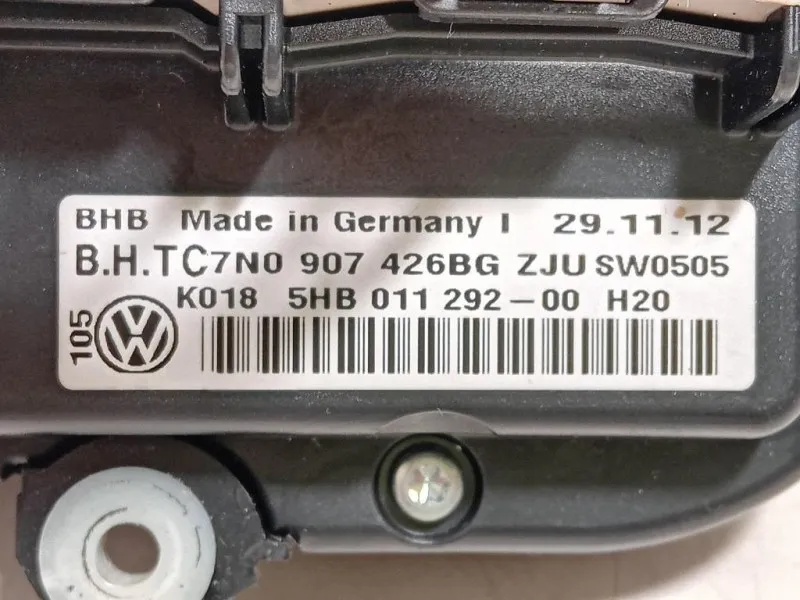 BHB Made in Germany I 29.11.12
B.H.TC7N0 907 426BG ZJU SW0505
K018 5HB 011 292-00 H20
105